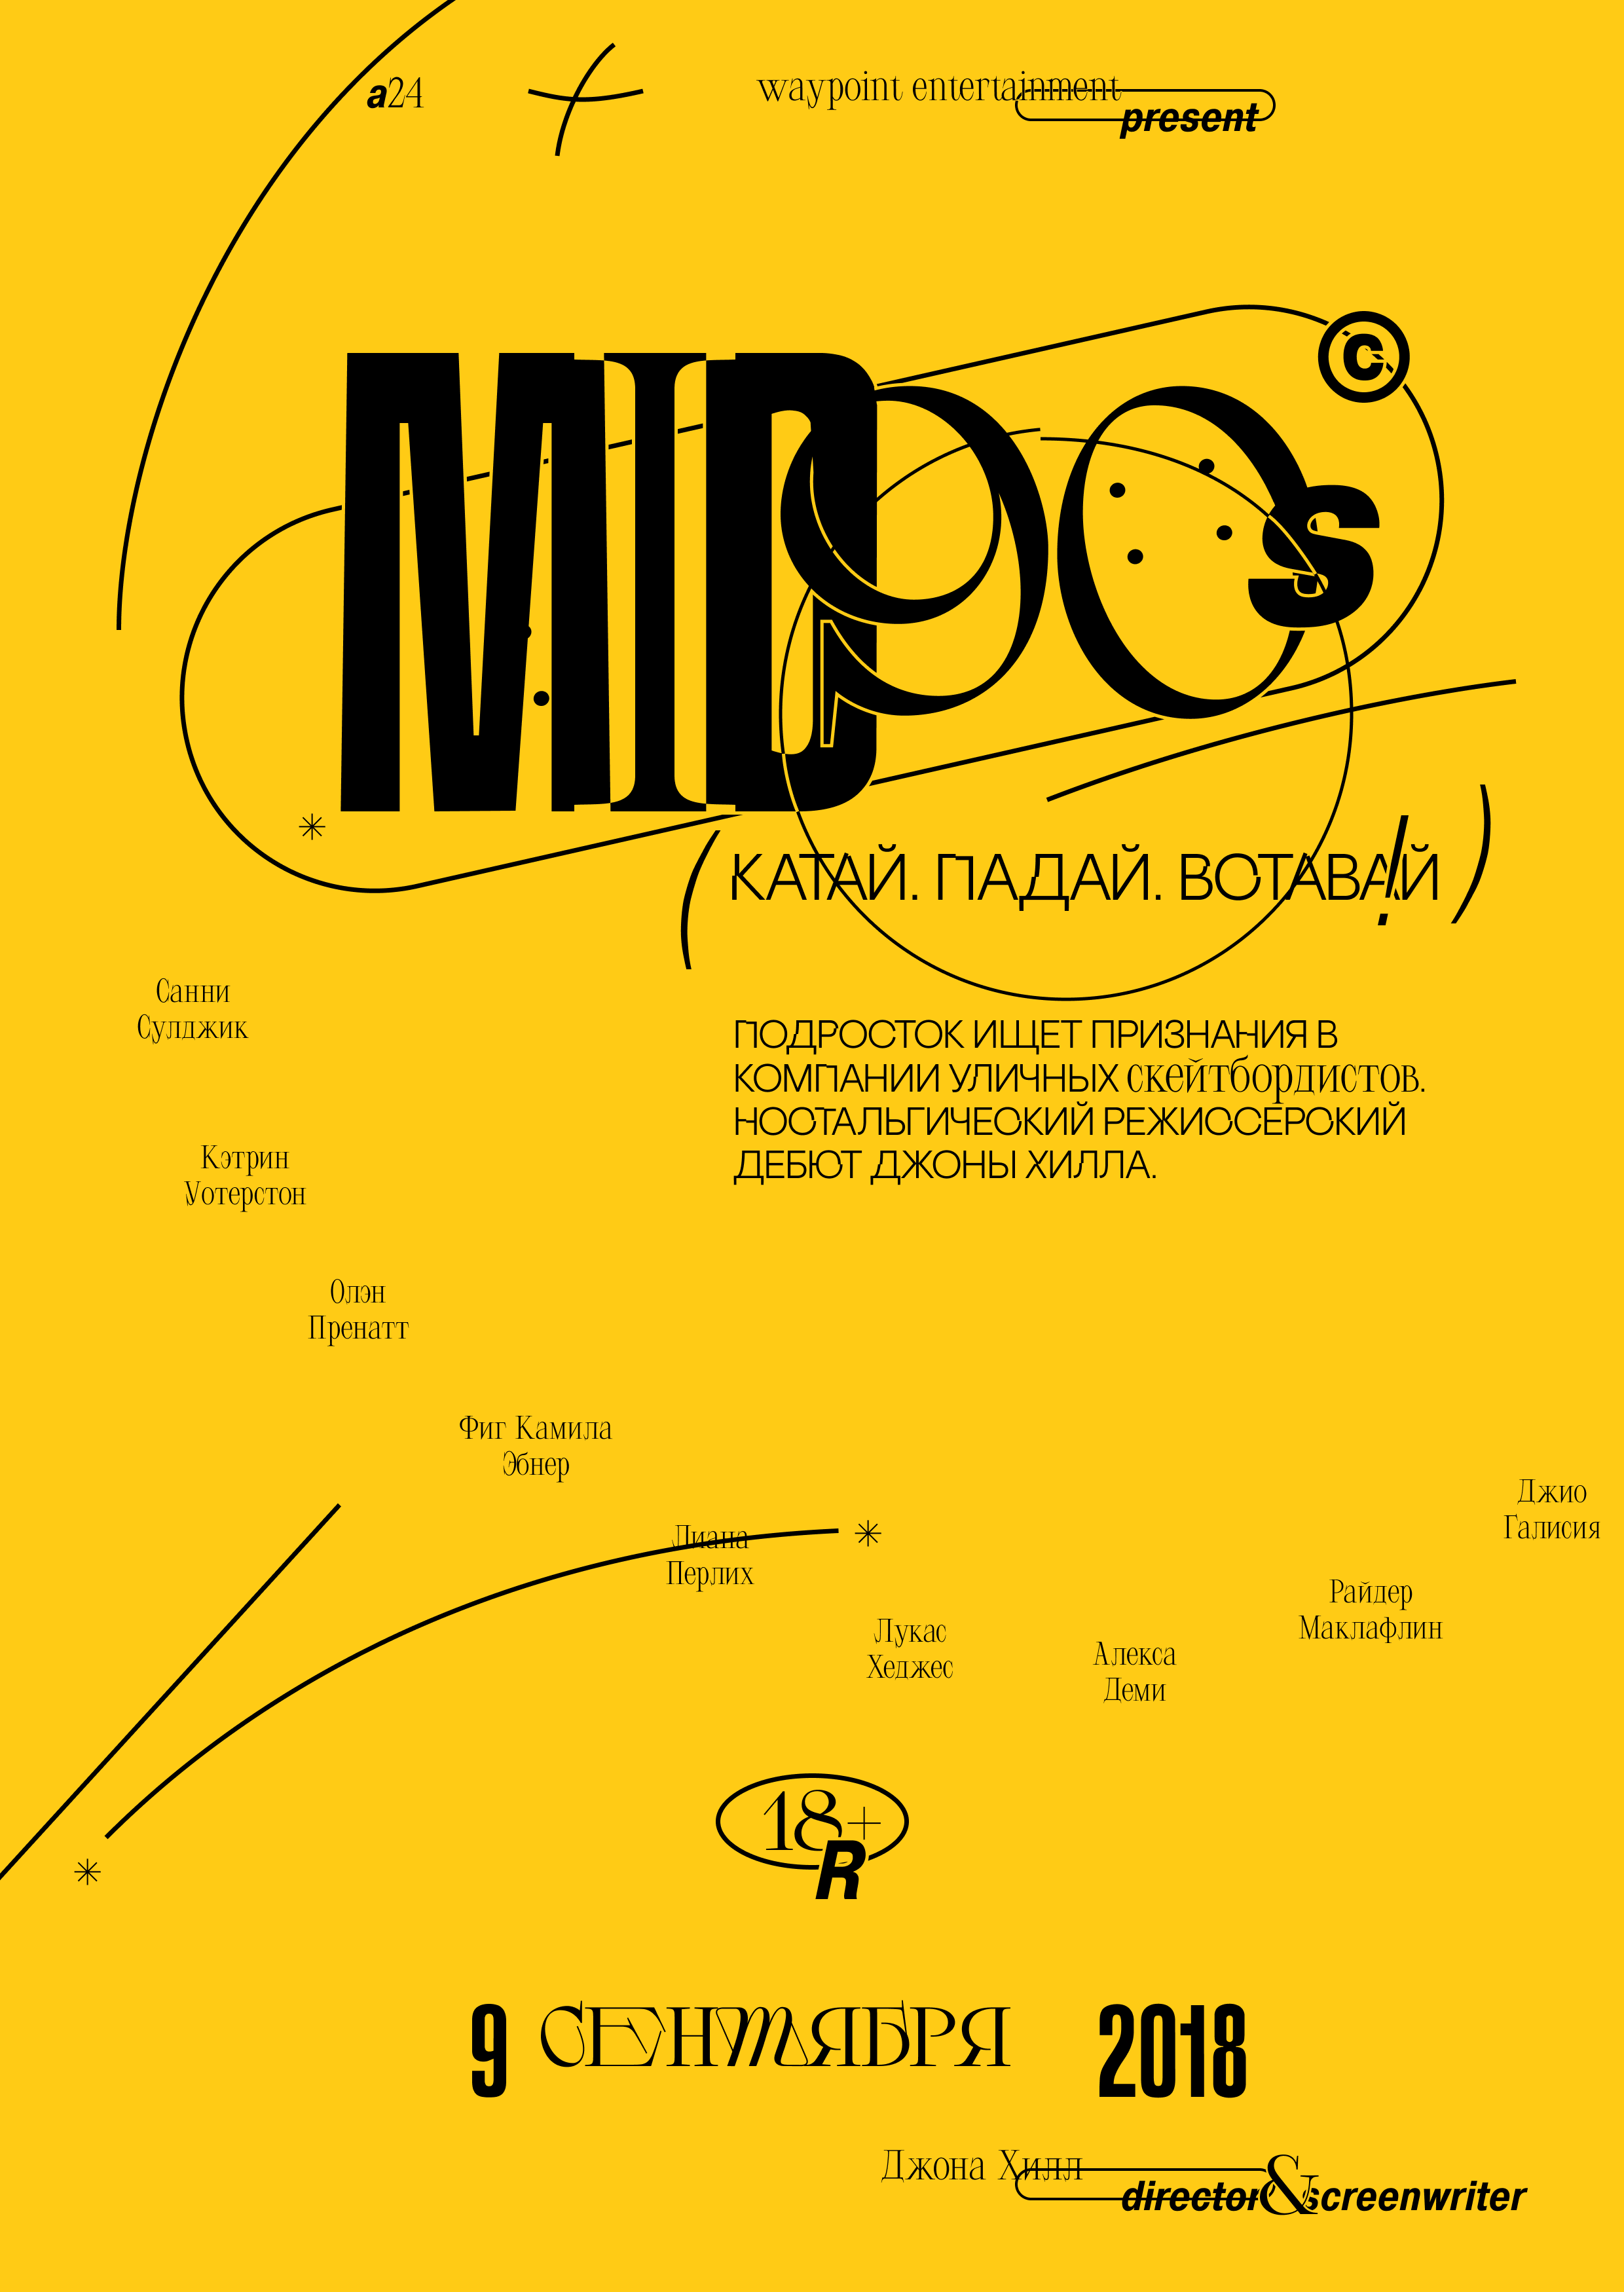 a24
waypoint entertainment
present
©
MID90s
(КАТАЙ. ПАДАЙ. ВСТАВАЙ!)
ПОДРОСТОК ИЩЕТ ПРИЗНАНИЯ В
КОМПАНИИ УЛИЧНЫХ скейтбордистов.
НОСТАЛЬГИЧЕСКИЙ РЕЖИССЕРСКИЙ
ДЕБЮТ ДЖОНЫ ХИЛЛА.
Санни
Сулджик
Кэтрин
Уотерстон
Олэн
Пренатт
Фиг Камила
Эбнер
Лиана
Перлих
Лукас
Хеджес
Алекса
Деми
Райдер
Маклафлин
Джио
Галисия
18+
R
9 СЕНТЯБРЯ 2018
Джона Хилл
director & screenwriter